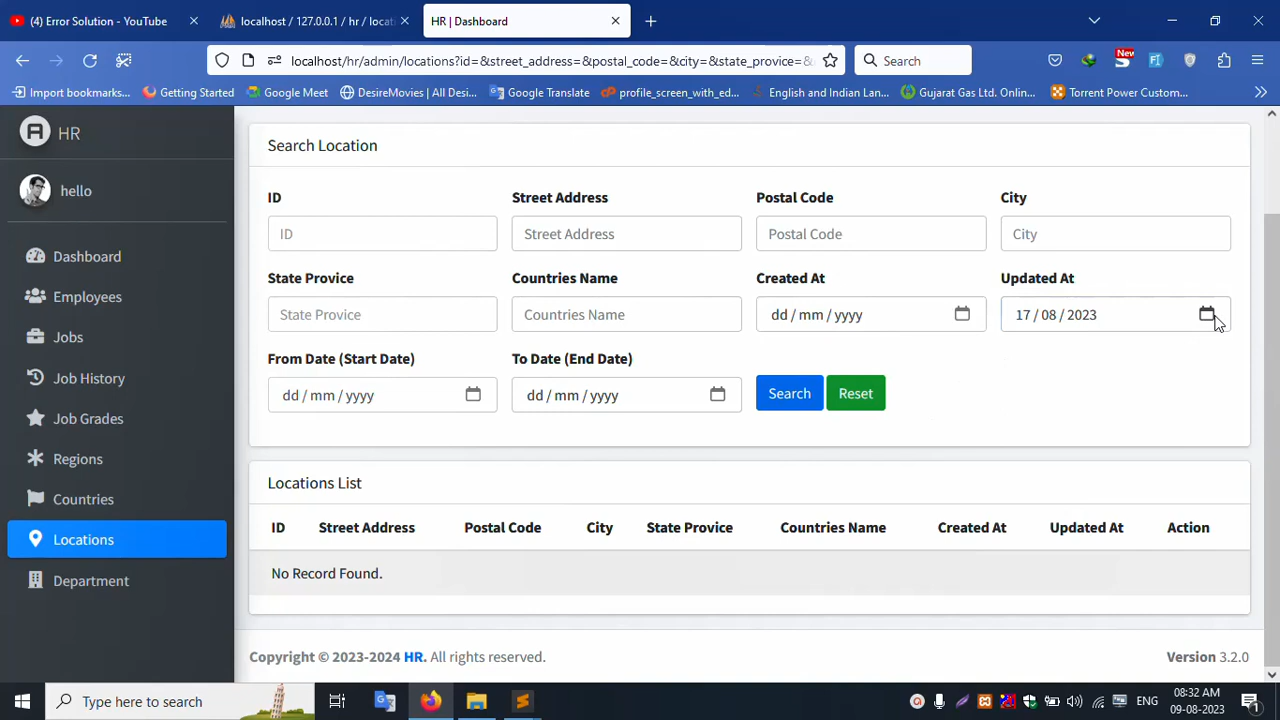 (4) Error Solution - YouTube
localhost / 127.0.0.1 / hr / locati
HR | Dashboard
localhost/hr/admin/locations?id=&street_address=&postal_code=&city=&state_provice=&
Search
New
Import bookmarks...
Getting Started
Google Meet
DesireMovies | All Desi...
Google Translate
profile_screen_with_ed...
English and Indian Lan...
Gujarat Gas Ltd. Onlin...
Torrent Power Custom...
HR
hello
Dashboard
Employees
Jobs
Job History
Job Grades
Regions
Countries
Locations
Department
Search Location
ID
Street Address
Postal Code
City
ID
Street Address
Postal Code
City
State Provice
Countries Name
Created At
Updated At
State Provice
Countries Name
dd / mm / yyyy
17 / 08 / 2023
From Date (Start Date)
To Date (End Date)
dd / mm / yyyy
dd / mm / yyyy
Search
Reset
Locations List
ID Street Address Postal Code City State Provice Countries Name Created At Updated At Action
No Record Found.
Copyright © 2023-2024 HR. All rights reserved.
Version 3.2.0
Type here to search
ENG
08:32 AM
09-08-2023
1